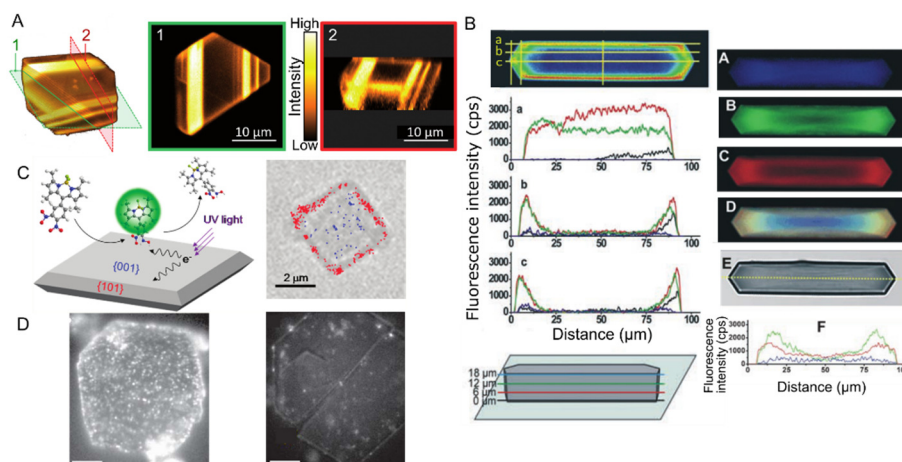 A
1
2
1
10 μm
High
Intensity
Low
2
10 μm
B
a
b
c
3000
2000
1000
0
a
3000
2000
1000
0
b
3000
2000
1000
0
c
0 25 50 75 100
Fluorescence intensity (cps)
Distance (μm)
18 μm
12 μm
6 μm
0 μm
A
B
C
D
E
F
Fluorescence
intensity (cps)
3000
2000
1000
0
0 25 50 75 100
Distance (μm)
C
UV light
e-
{001}
{101}
2 μm
D